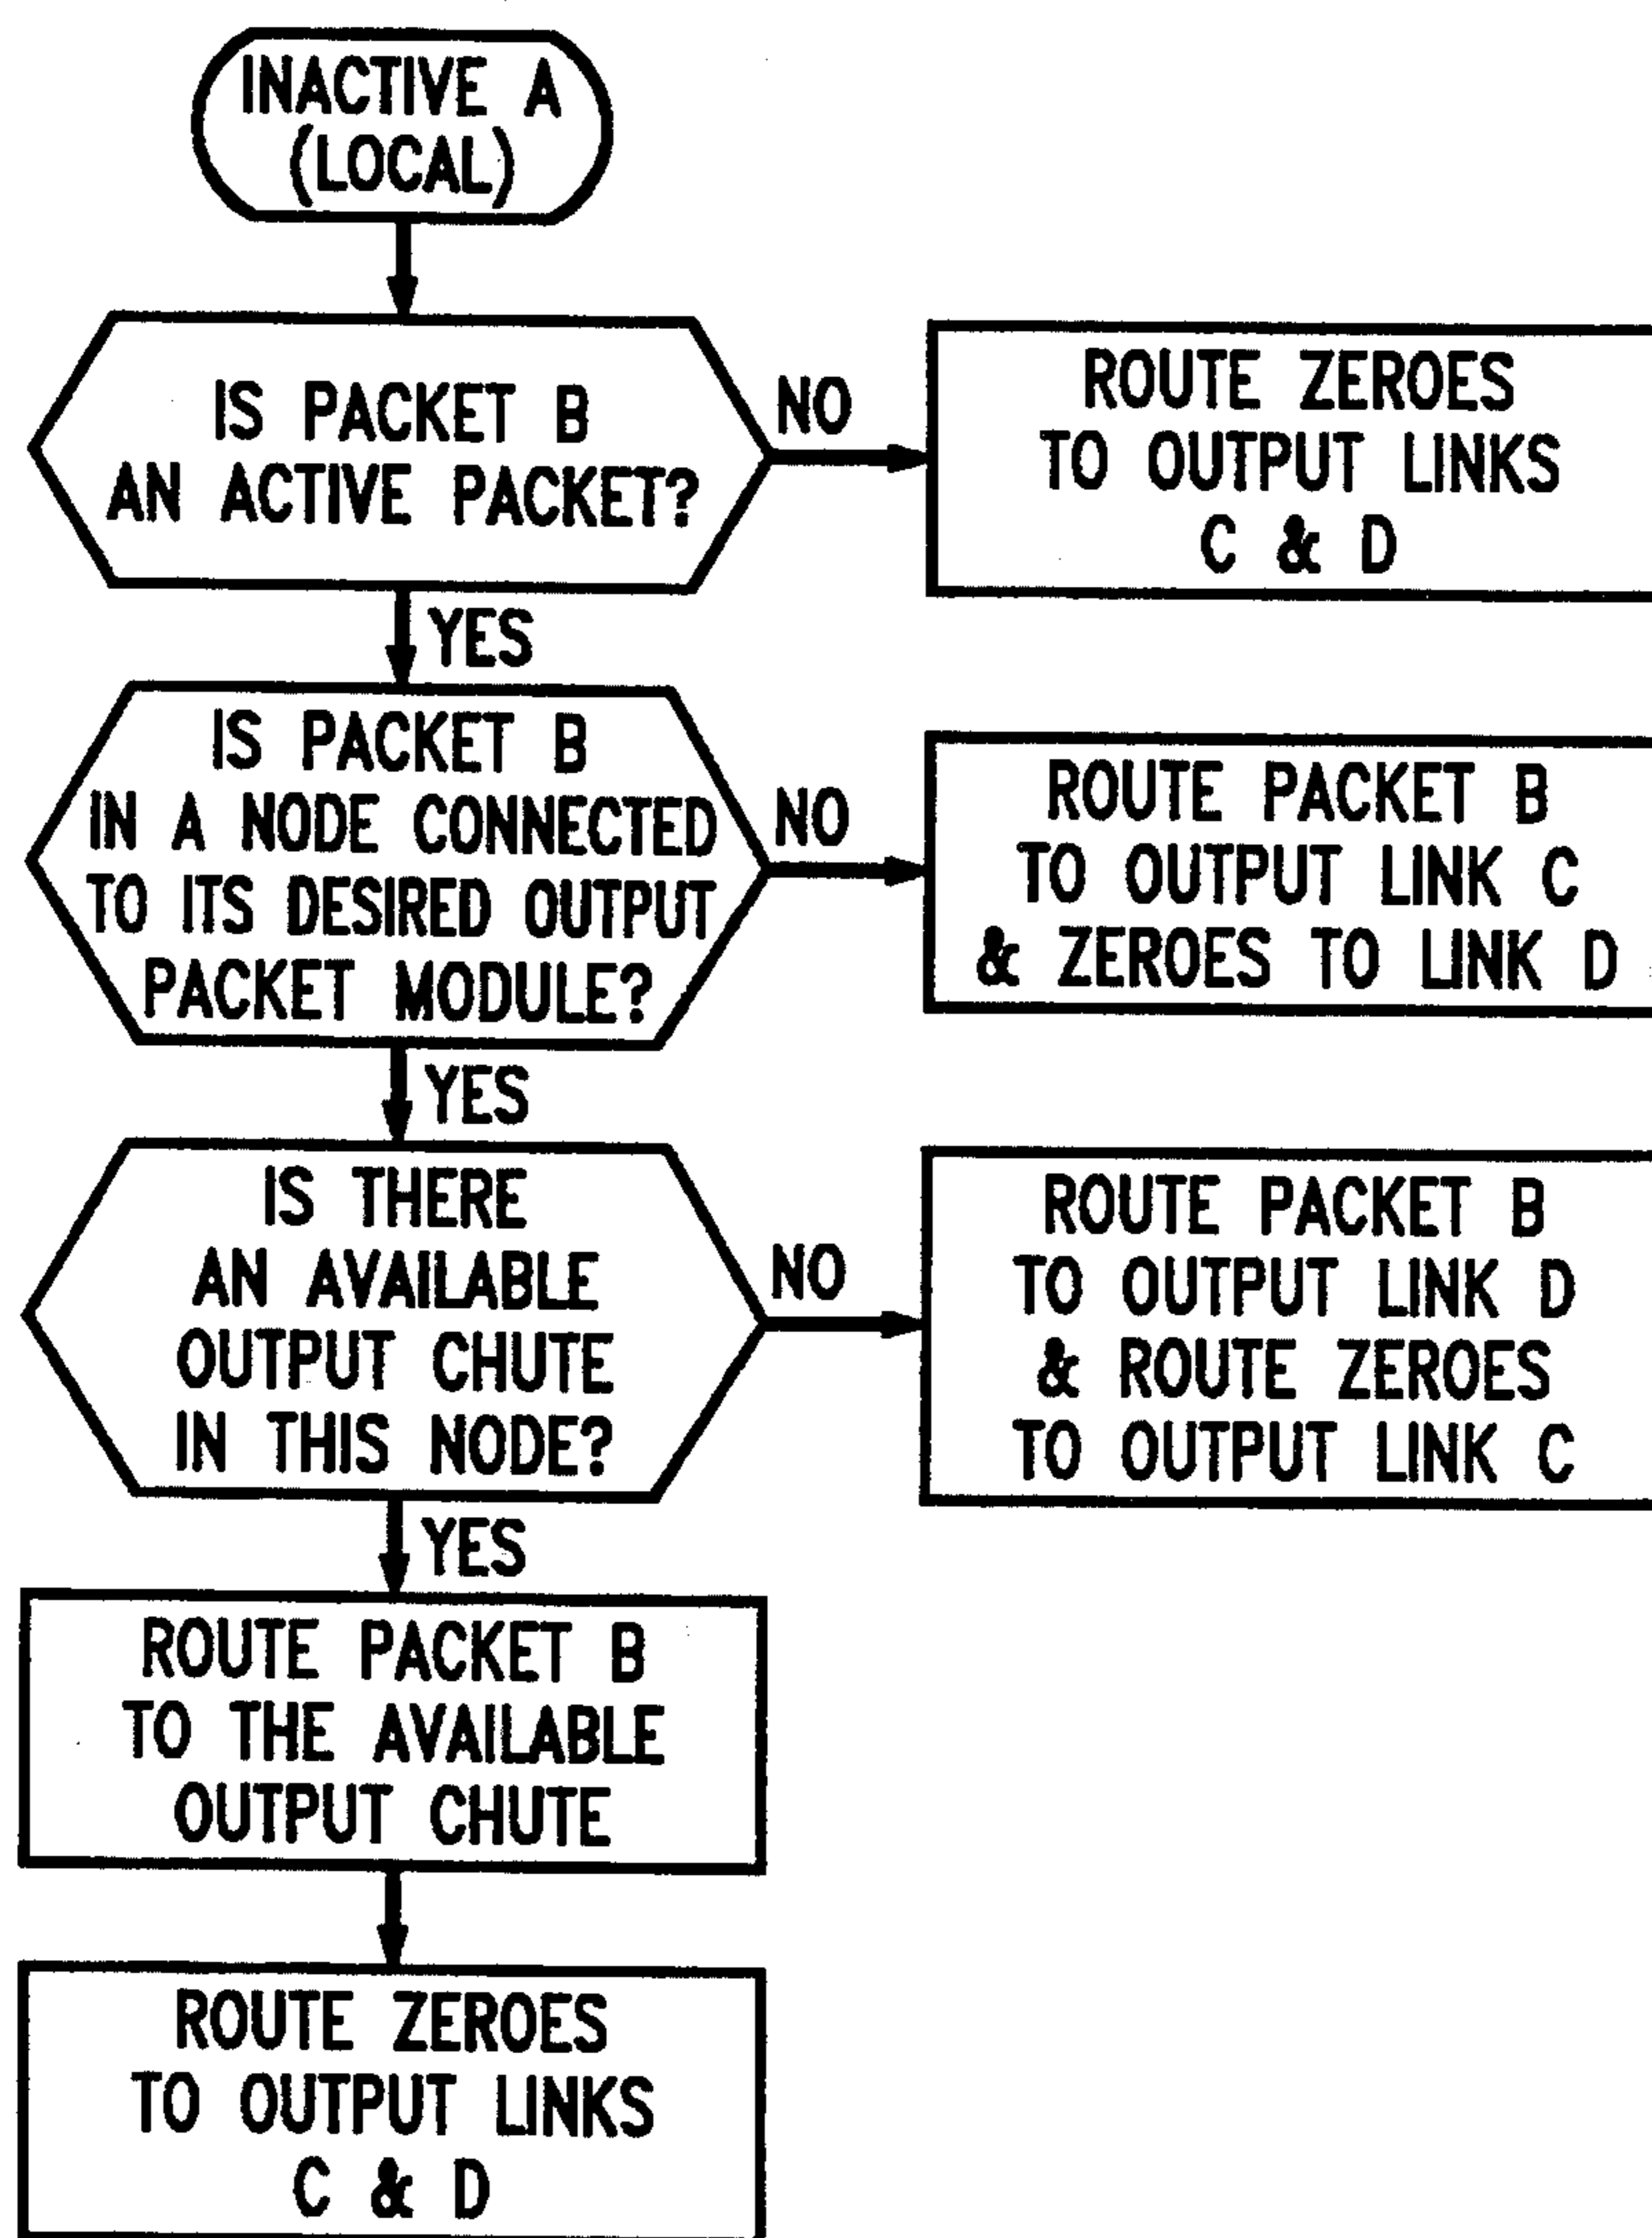 INACTIVE A
(LOCAL)
IS PACKET B
AN ACTIVE PACKET?
NO
ROUTE ZEROES
TO OUTPUT LINKS
C & D
YES
IS PACKET B
IN A NODE CONNECTED
TO ITS DESIRED OUTPUT
PACKET MODULE?
NO
ROUTE PACKET B
TO OUTPUT LINK C
& ZEROES TO LINK D
YES
IS THERE
AN AVAILABLE
OUTPUT CHUTE
IN THIS NODE?
NO
ROUTE PACKET B
TO OUTPUT LINK D
& ROUTE ZEROES
TO OUTPUT LINK C
YES
ROUTE PACKET B
TO THE AVAILABLE
OUTPUT CHUTE
ROUTE ZEROES
TO OUTPUT LINKS
C & D